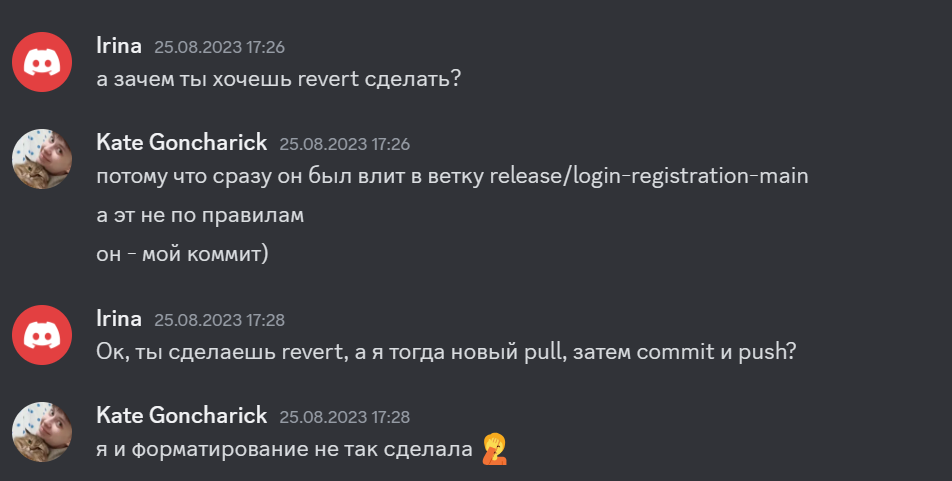 Irina 25.08.2023 17:26
а зачем ты хочешь revert сделать?
Kate Goncharick 25.08.2023 17:26
потому что сразу он был влит в ветку release/login-registration-main
а эт не по правилам
он - мой коммит)
Irina 25.08.2023 17:28
Ок, ты сделаешь revert, а я тогда новый pull, затем commit и push?
Kate Goncharick 25.08.2023 17:28
я и форматирование не так сделала 🤦